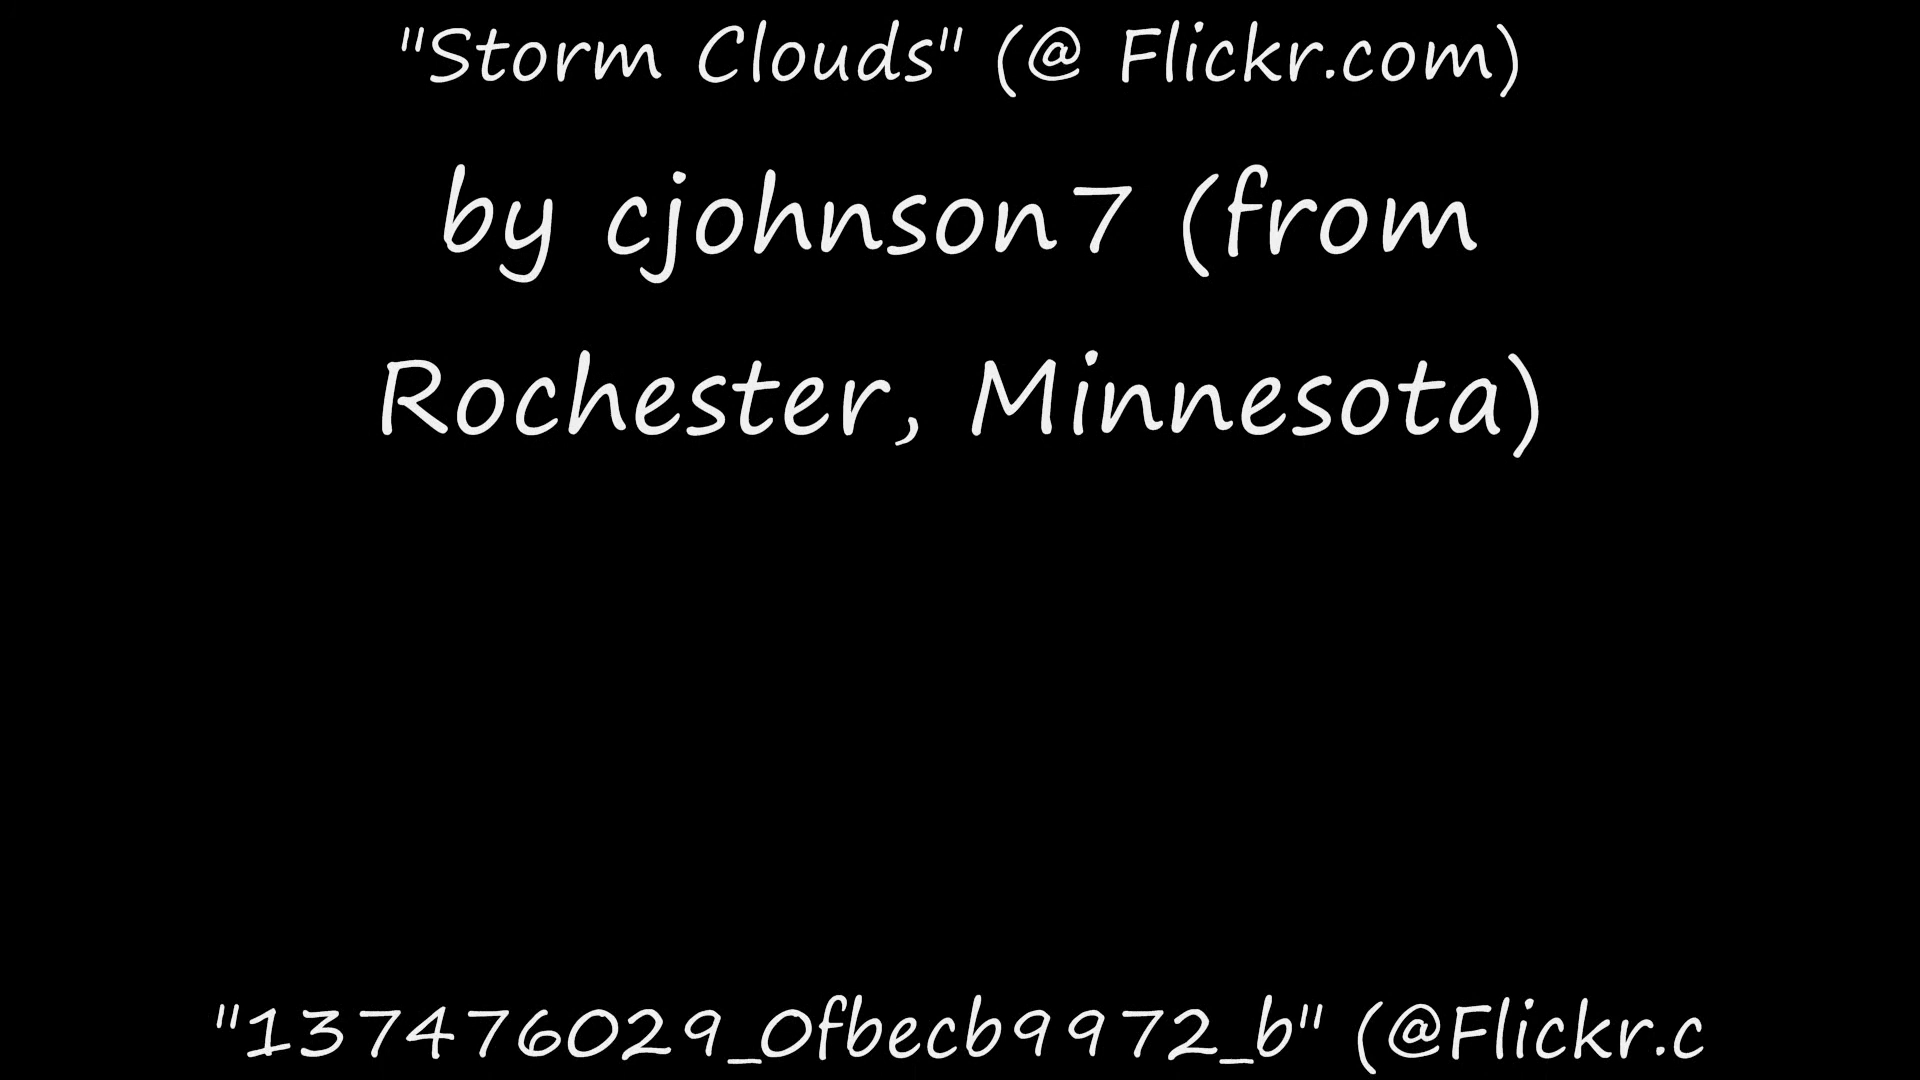 "Storm Clouds" (@ Flickr.com)
by cjohnson7 (from
Rochester, Minnesota)
"137476029_0fbecb9972_b" (@Flickr.c